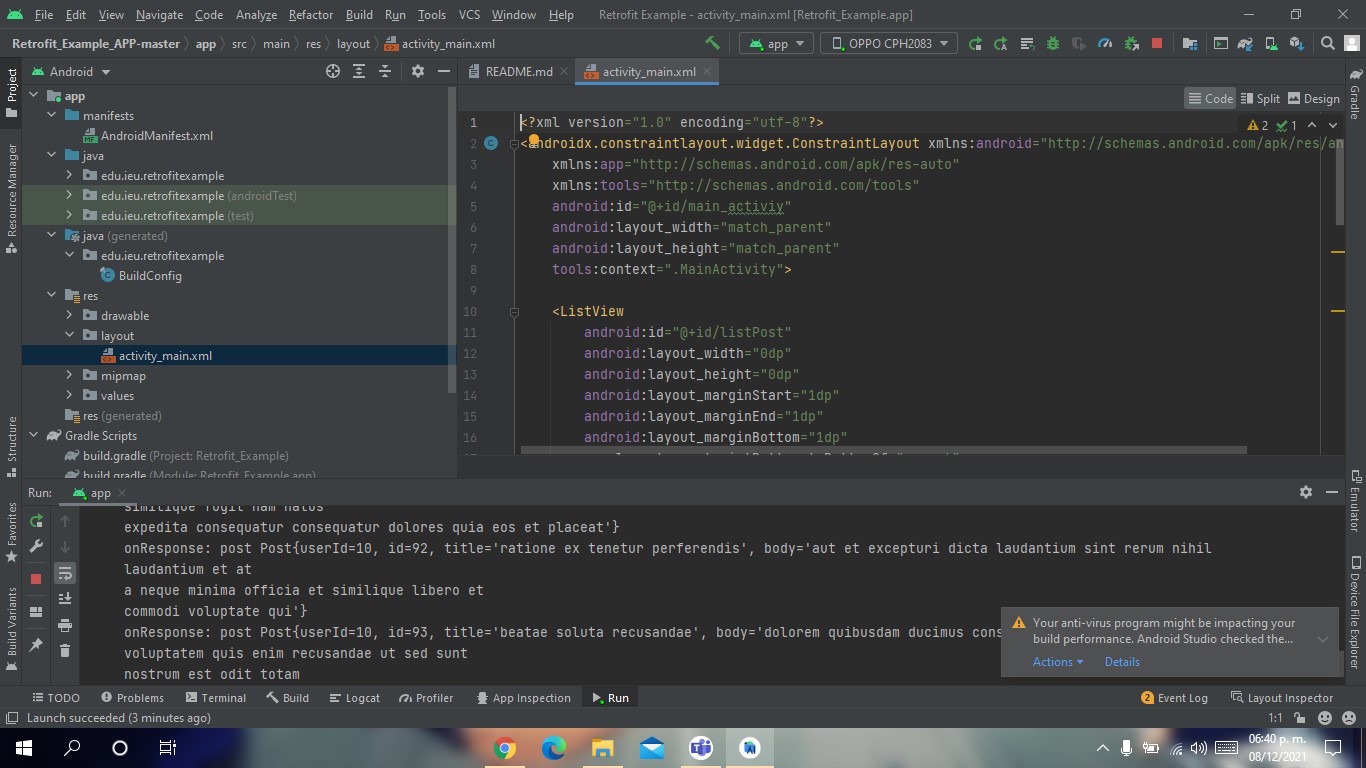 File Edit View Navigate Code Analyze Refactor Build Run Tools VCS Window Help Retrofit Example - activity_main.xml [Retrofit_Example.app]
Retrofit_Example_APP-master app src main res layout activity_main.xml app OPPO CPH2083
Project
Resource Manager
Structure
Favorites
Build Variants
Android
app
manifests
AndroidManifest.xml
java
edu.ieu.retrofitexample
edu.ieu.retrofitexample (androidTest)
edu.ieu.retrofitexample (test)
java (generated)
edu.ieu.retrofitexample
BuildConfig
res
drawable
layout
activity_main.xml
mipmap
values
res (generated)
Gradle Scripts
build.gradle (Project: Retrofit_Example)
build.gradle (Module: Retrofit_Example.app)
README.md activity_main.xml
Code Split Design
2 1
1 <?xml version="1.0" encoding="utf-8"?>
2 <androidx.constraintlayout.widget.ConstraintLayout xmlns:android="http://schemas.android.com/apk/res/an
3 xmlns:app="http://schemas.android.com/apk/res-auto"
4 xmlns:tools="http://schemas.android.com/tools"
5 android:id="@+id/main_activiy"
6 android:layout_width="match_parent"
7 android:layout_height="match_parent"
8 tools:context=".MainActivity">
9
10 <ListView
11 android:id="@+id/listPost"
12 android:layout_width="0dp"
13 android:layout_height="0dp"
14 android:layout_marginStart="1dp"
15 android:layout_marginEnd="1dp"
16 android:layout_marginBottom="1dp"
Gradle
Emulator
Device File Explorer
Run: app
similique fugit nam natus
expedita consequatur consequatur dolores quia eos et placeat'}
onResponse: post Post{userId=10, id=92, title='ratione ex tenetur perferendis', body='aut et excepturi dicta laudantium sint rerum nihil
laudantium et at
a neque minima officia et similique libero et
commodi voluptate qui'}
onResponse: post Post{userId=10, id=93, title='beatae soluta recusandae', body='dolorem quibusdam ducimus cons
voluptatem quis enim recusandae ut sed sunt
nostrum est odit totam
Your anti-virus program might be impacting your
build performance. Android Studio checked the...
Actions Details
TODO Problems Terminal Build Logcat Profiler App Inspection Run 2 Event Log Layout Inspector
Launch succeeded (3 minutes ago) 1:1
06:40 p. m.
08/12/2021